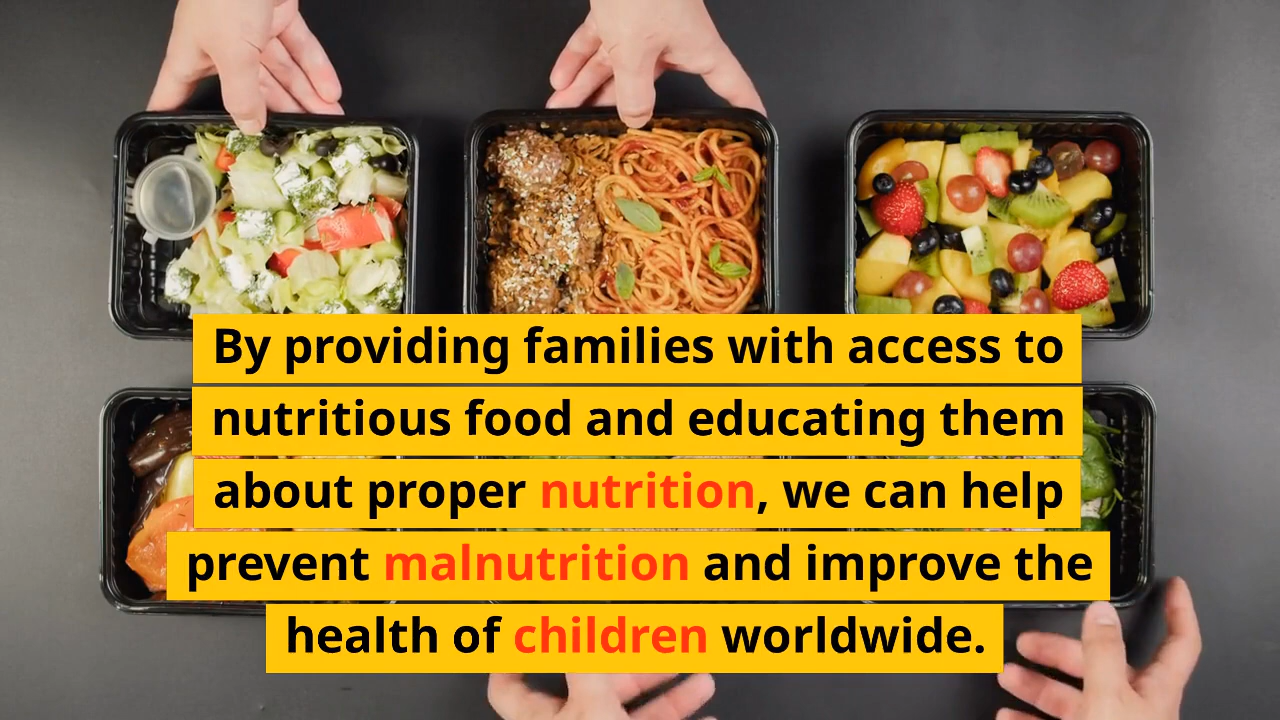 By providing families with access to
nutritious food and educating them
about proper nutrition, we can help
prevent malnutrition and improve the
health of children worldwide.